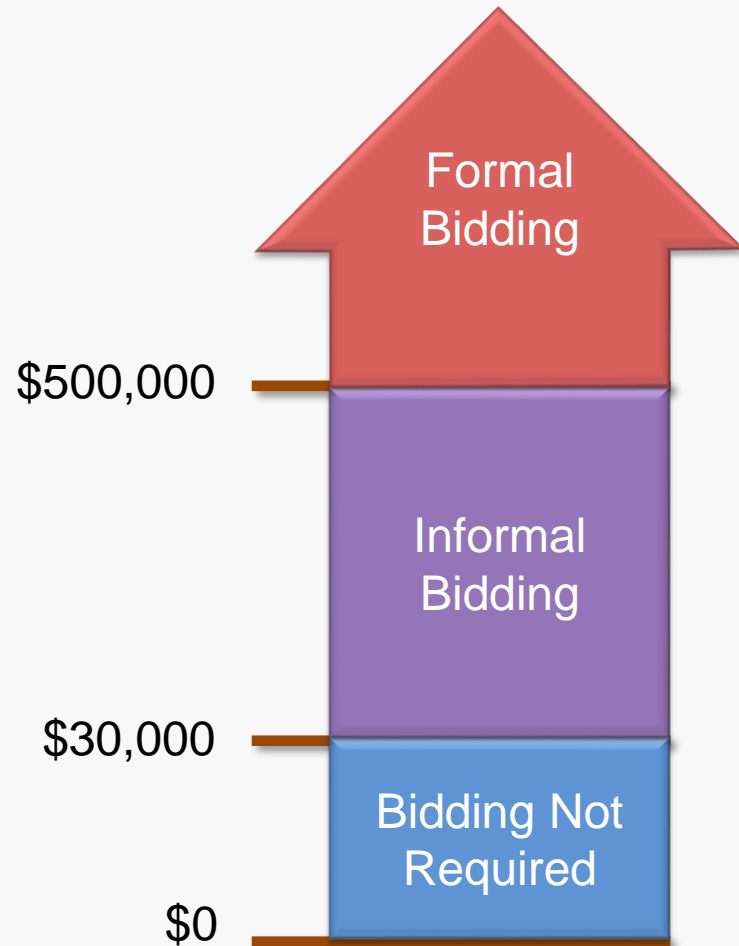 Formal
Bidding
$500,000
Informal
Bidding
$30,000
Bidding Not
Required
$0